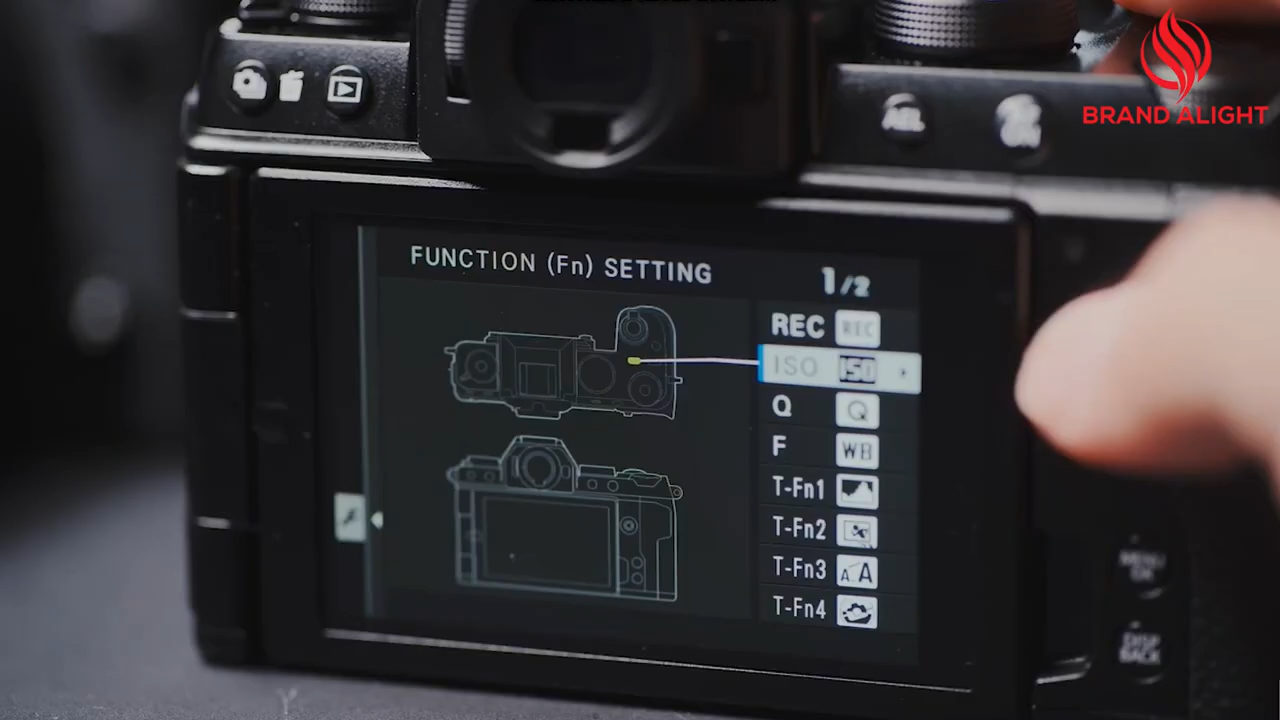 BRAND ALIGHT
AEL
FUNCTION (Fn) SETTING
1/2
REC REC
ISO ISO
Q Q
F WB
T-Fn1
T-Fn2
T-Fn3 AA
T-Fn4
MENU
OK
DISP
BACK